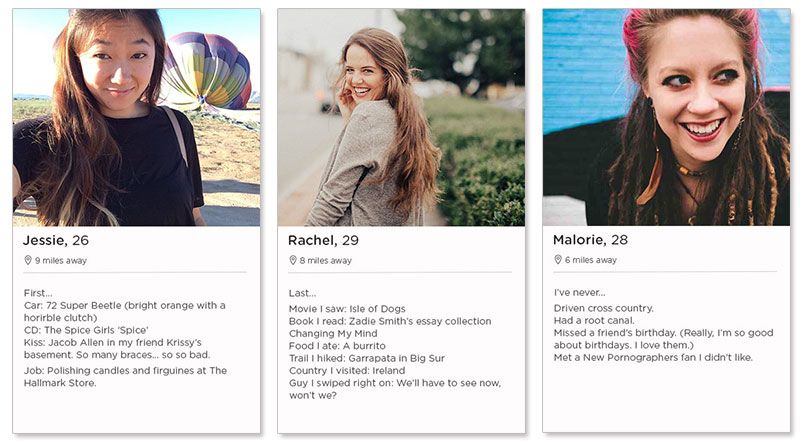 Jessie, 26
9 miles away
First...
Car: 72 Super Beetle (bright orange with a
horirble clutch)
CD: The Spice Girls ‘Spice’
Kiss: Jacob Allen in my friend Krissy’s
basement. So many braces... so so bad.
Job: Polishing candles and firguines at The
Hallmark Store.
Rachel, 29
8 miles away
Last...
Movie I saw: Isle of Dogs
Book I read: Zadie Smith’s essay collection
Changing My Mind
Food I ate: A burrito
Trail I hiked: Garrapata in Big Sur
Country I visited: Ireland
Guy I swiped right on: We’ll have to see now,
won’t we?
Malorie, 28
6 miles away
I’ve never...
Driven cross country.
Had a root canal.
Missed a friend’s birthday. (Really, I’m so good
about birthdays. I love them.)
Met a New Pornographers fan I didn’t like.